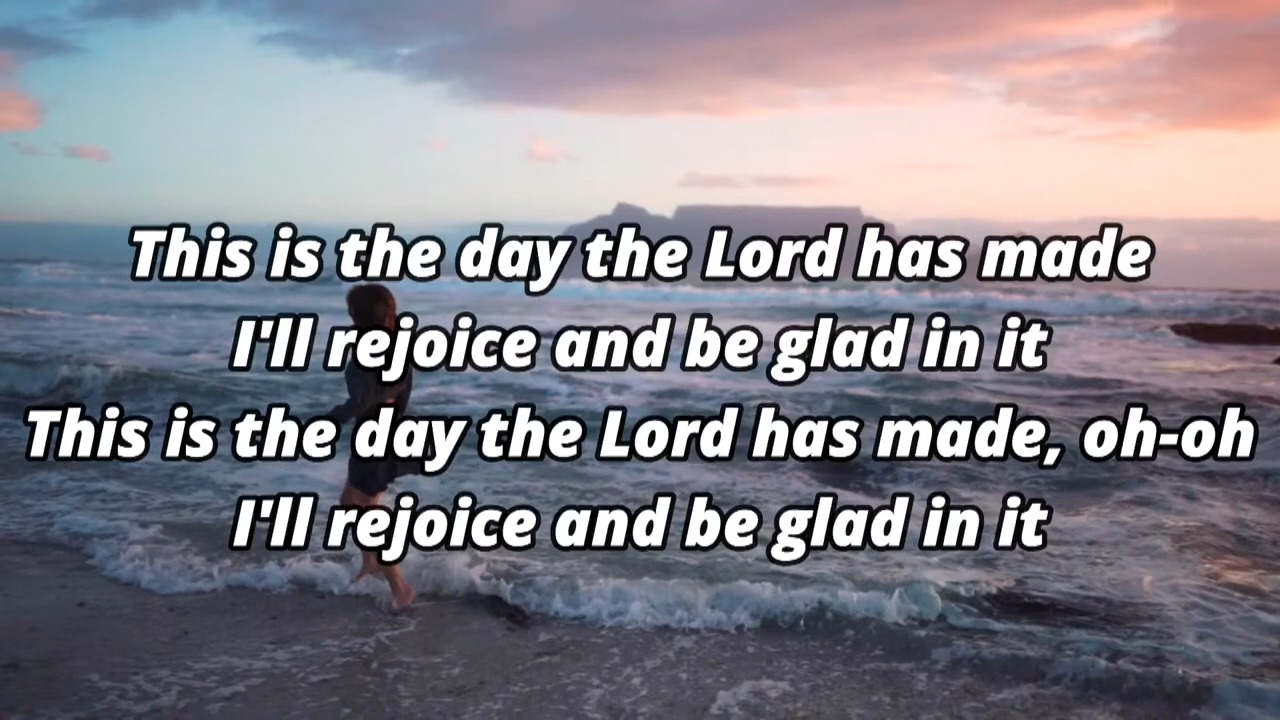 This is the day the Lord has made
I'll rejoice and be glad in it
This is the day the Lord has made, oh-oh
I'll rejoice and be glad in it